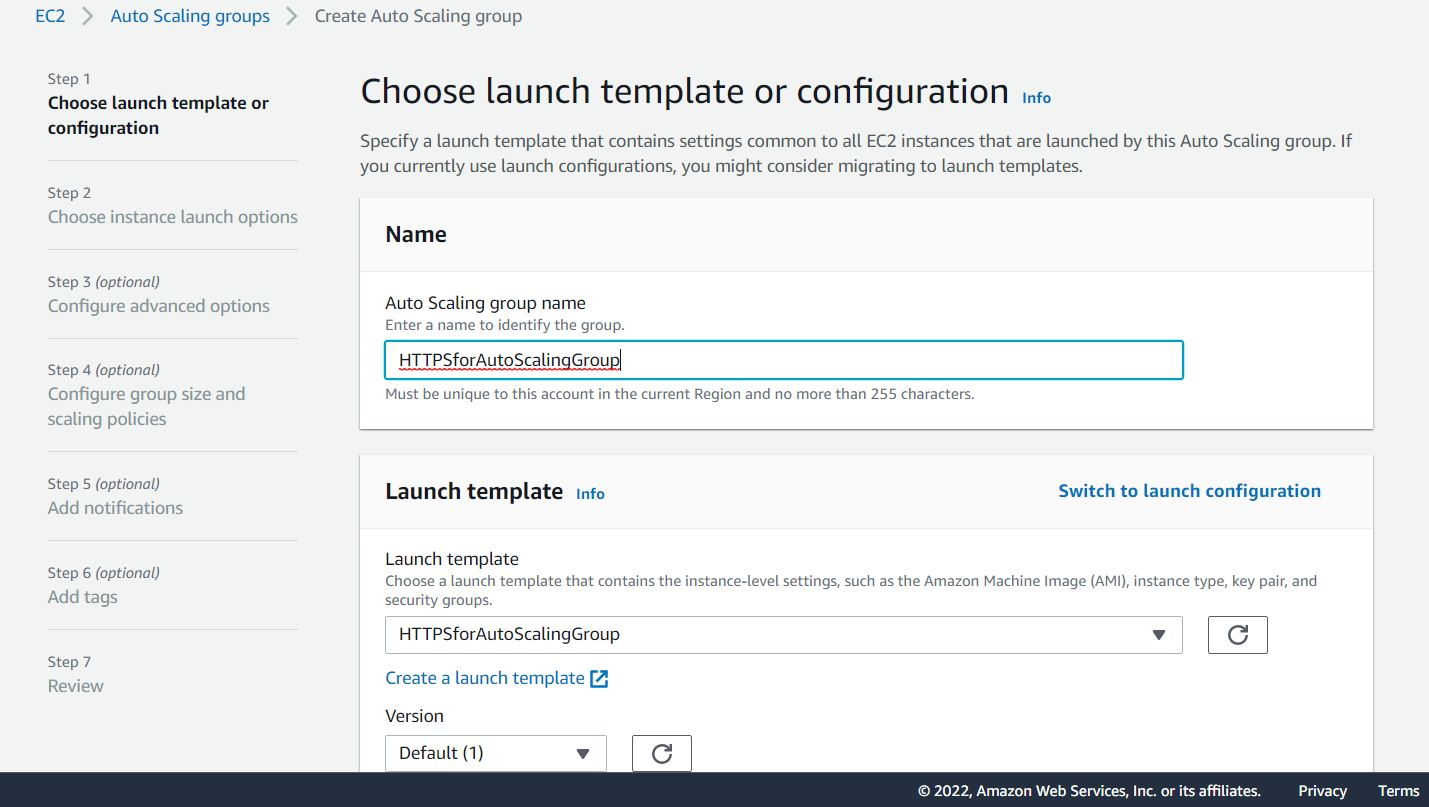 EC2 > Auto Scaling groups > Create Auto Scaling group
Step 1
Choose launch template or
configuration
Step 2
Choose instance launch options
Step 3 (optional)
Configure advanced options
Step 4 (optional)
Configure group size and
scaling policies
Step 5 (optional)
Add notifications
Step 6 (optional)
Add tags
Step 7
Review
Choose launch template or configuration Info
Specify a launch template that contains settings common to all EC2 instances that are launched by this Auto Scaling group. If
you currently use launch configurations, you might consider migrating to launch templates.
Name
Auto Scaling group name
Enter a name to identify the group.
HTTPSforAutoScalingGroup
Must be unique to this account in the current Region and no more than 255 characters.
Launch template Info
Switch to launch configuration
Launch template
Choose a launch template that contains the instance-level settings, such as the Amazon Machine Image (AMI), instance type, key pair, and
security groups.
HTTPSforAutoScalingGroup
Create a launch template
Version
Default (1)
© 2022, Amazon Web Services, Inc. or its affiliates. Privacy Terms